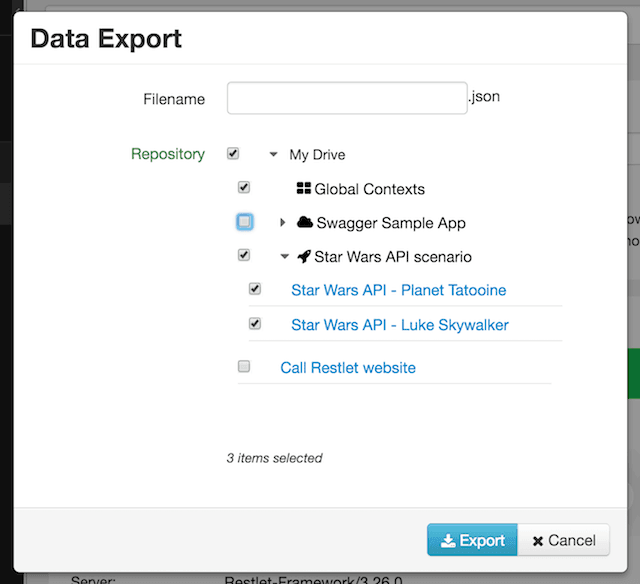 Data Export
Filename .json
Repository My Drive
Global Contexts
Swagger Sample App
Star Wars API scenario
Star Wars API - Planet Tatooine
Star Wars API - Luke Skywalker
Call Restlet website
3 items selected
Export Cancel
Server: Restlet-Framework/3.26.0